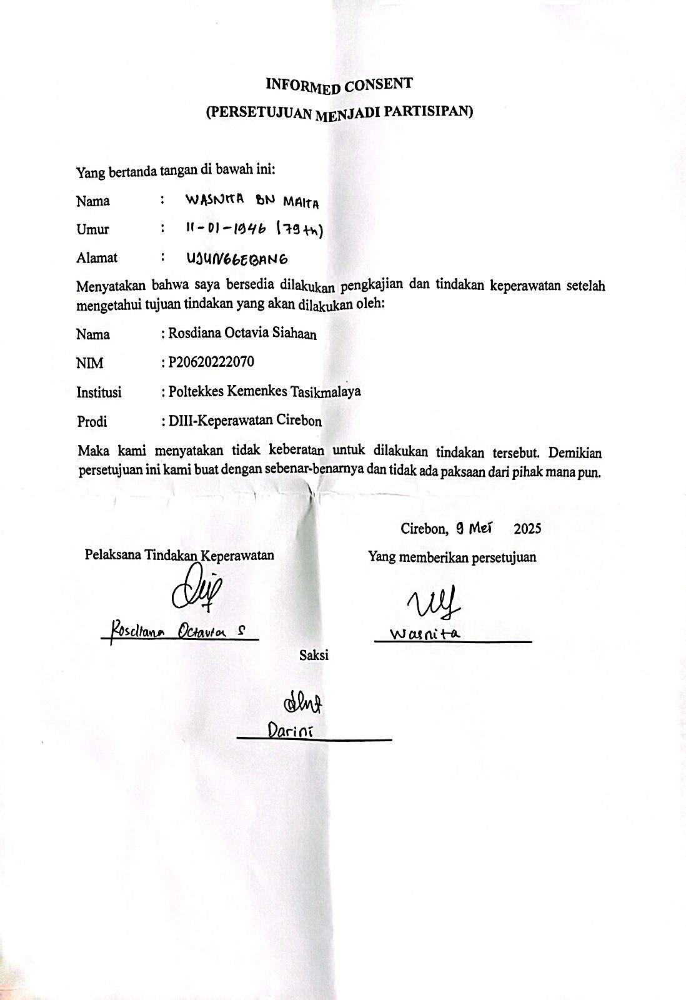 INFORMED CONSENT
(PERSETUJUAN MENJADI PARTISIPAN)
Yang bertanda tangan di bawah ini:
Nama : WASNITA BN MAITA
Umur : 11-01-1946 (79 th)
Alamat : UJUNGGEBANG
Menyatakan bahwa saya bersedia dilakukan pengkajian dan tindakan keperawatan setelah
mengetahui tujuan tindakan yang akan dilakukan oleh:
Nama : Rosdiana Octavia Siahaan
NIM : P20620222070
Institusi : Poltekkes Kemenkes Tasikmalaya
Prodi : DIII-Keperawatan Cirebon
Maka kami menyatakan tidak keberatan untuk dilakukan tindakan tersebut. Demikian
persetujuan ini kami buat dengan sebenar-benarnya dan tidak ada paksaan dari pihak mana pun.
Cirebon, 9 Mei 2025
Pelaksana Tindakan Keperawatan Yang memberikan persetujuan
Rosdiana Octavia S Wasnita
Saksi
Darini